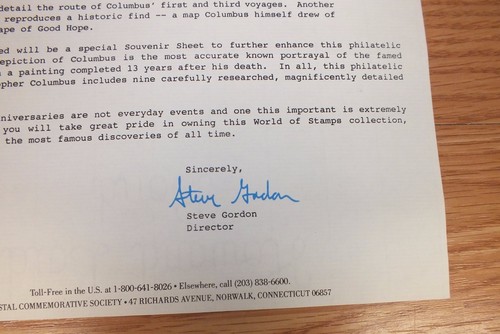 detail the route of Columbus' first and third voyages. Another
reproduces a historic find -- a map Columbus himself drew of
ape of Good Hope.
ed will be a special Souvenir Sheet to further enhance this philatelic
epiction of Columbus is the most accurate known portrayal of the famed
a painting completed 13 years after his death. In all, this philatelic
opher Columbus includes nine carefully researched, magnificently detailed
niversaries are not everyday events and one this important is extremely
you will take great pride in owning this World of Stamps collection,
the most famous discoveries of all time.
Sincerely,
Steve Gordon
Steve Gordon
Director
Toll-Free in the U.S. at 1-800-641-8026 • Elsewhere, call (203) 838-6600.
STAL COMMEMORATIVE SOCIETY • 47 RICHARDS AVENUE, NORWALK, CONNECTICUT 06857